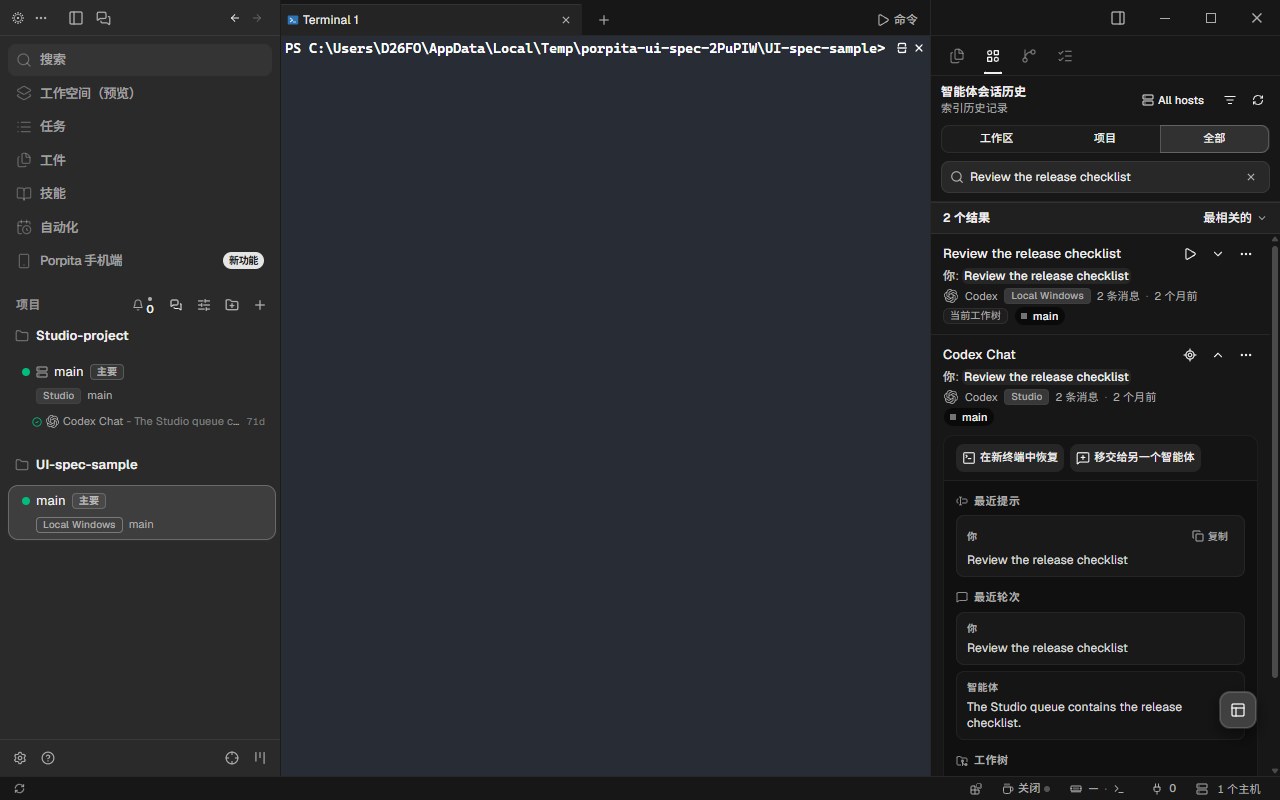 搜索
工作空间（预览）
任务
工件
技能
自动化
Porpita 手机端 新功能
项目 0
Studio-project
main 主要
Studio main
Codex Chat - The Studio queue c... 71d
UI-spec-sample
main 主要
Local Windows main
Terminal 1
命令
PS C:\Users\D26FO\AppData\Local\Temp\porpita-ui-spec-2PuPIW\UI-spec-sample>
智能体会话历史
索引历史记录
All hosts
工作区 项目 全部
Review the release checklist
2 个结果 最相关的
Review the release checklist
你: Review the release checklist
Codex Local Windows 2 条消息 · 2 个月前
当前工作树 main
Codex Chat
你: Review the release checklist
Codex Studio 2 条消息 · 2 个月前
main
在新终端中恢复 移交给另一个智能体
最近提示
你 复制
Review the release checklist
最近轮次
你
Review the release checklist
智能体
The Studio queue contains the release
checklist.
工作树
关闭 — · 0 1 个主机